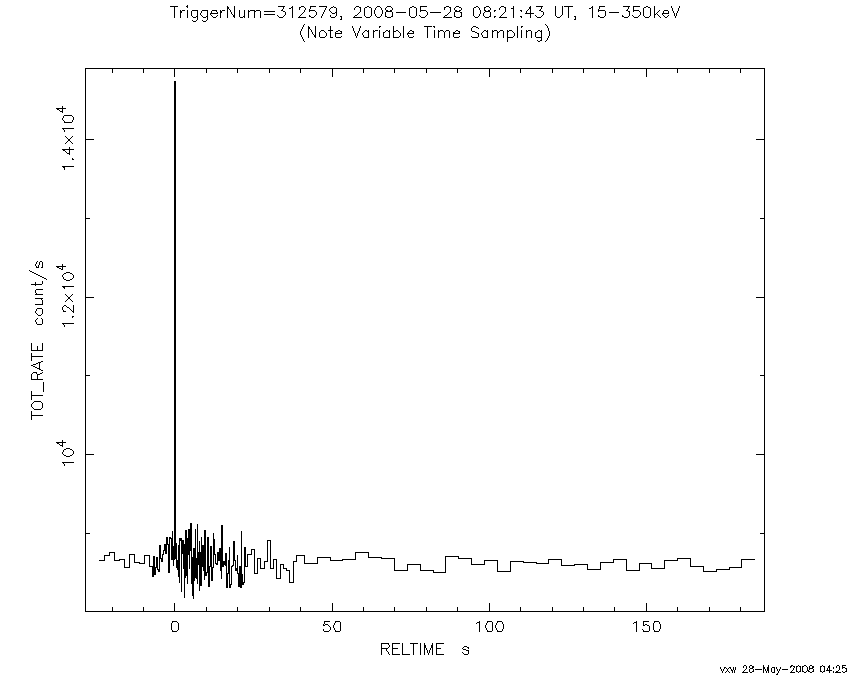 TriggerNum=312579, 2008-05-28 08:21:43 UT, 15-350keV
(Note Variable Time Sampling)
TOT_RATE count/s
1.4×10⁴
1.2×10⁴
10⁴
0 50 100 150
RELTIME s
vxw 28-May-2008 04:25